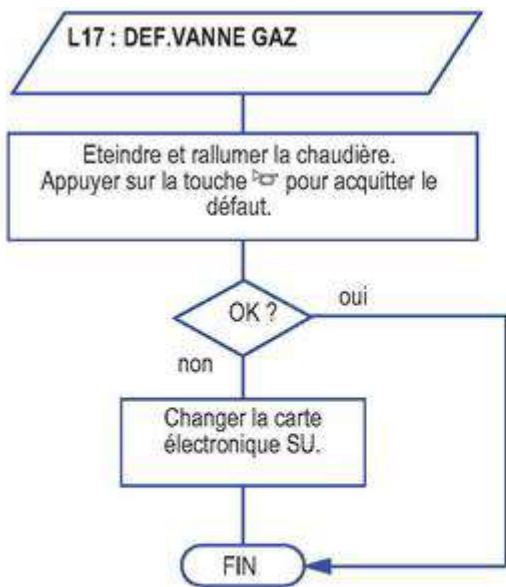 L17 : DEF.VANNE GAZ
Eteindre et rallumer la chaudière.
Appuyer sur la touche pour acquitter le
défaut.
OK ?
oui
non
Changer la carte
électronique SU.
FIN